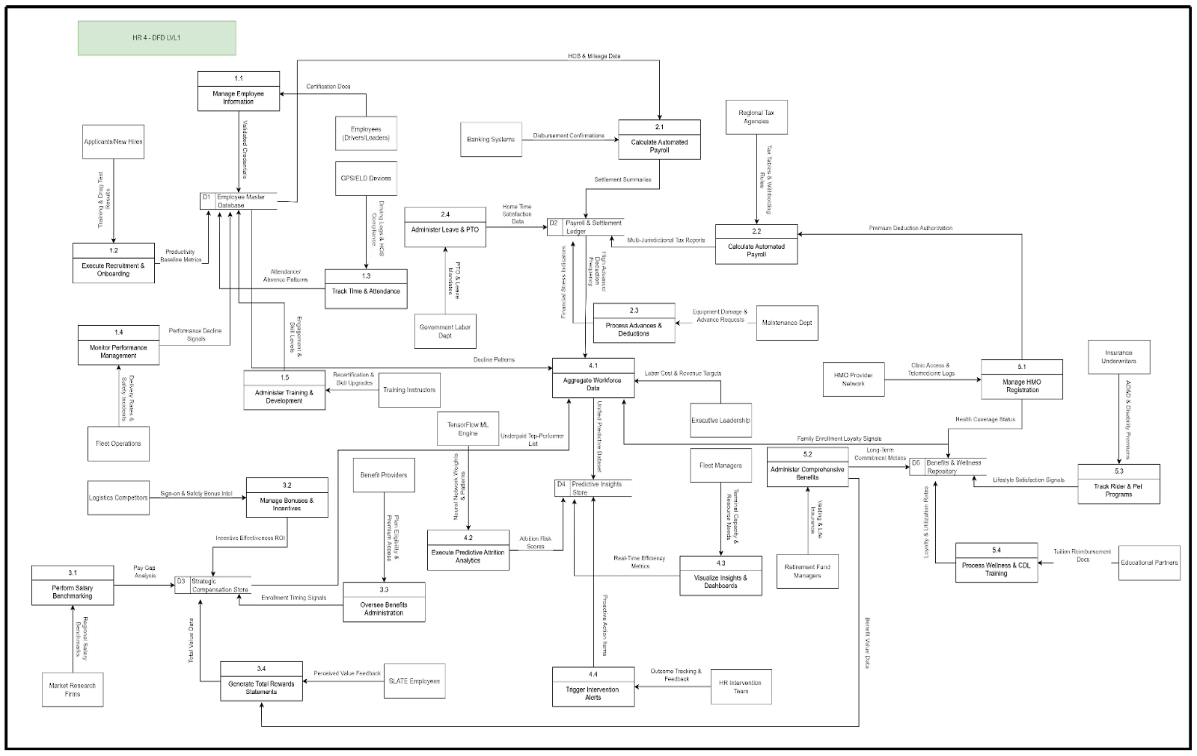 HR 4 - DFD LVL1
HOS & Mileage Data
1.1
Manage Employee
Information
Certification Docs
Employees
(Drivers/Loaders)
Validated Credentials
Applicants/New Hires
Training & Drug Test
Results
GPS/ELD Devices
Driving Logs & HOS
Compliance
Banking Systems
Disbursement Confirmations
2.1
Calculate Automated
Payroll
Settlement Summaries
Regional Tax
Agencies
Tax Tables & Withholding
Rules
D1
Employee Master
Database
2.4
Administer Leave & PTO
Home Time
Satisfaction
Data
D2
Payroll & Settlement
Ledger
Multi-Jurisdictional Tax Reports
2.2
Calculate Automated
Payroll
Premium Deduction Authorization
1.2
Execute Recruitment &
Onboarding
Productivity
Baseline Metrics
Attendance/
Absence Patterns
1.3
Track Time & Attendance
PTO & Leave
Mandates
Government Labor
Dept
Financial Stress Indicators
High-Advance/
Deduction
Frequency
2.3
Process Advances &
Deductions
Equipment Damage &
Advance Requests
Maintenance Dept
1.4
Monitor Performance
Management
Performance Decline
Signals
Engagement &
Skill Levels
Decline Patterns
4.1
Aggregate Workforce
Data
Labor Cost & Revenue Targets
Executive Leadership
HMO Provider
Network
Clinic Access &
Telemedicine Logs
5.1
Manage HMO
Registration
Insurance
Underwriters
AD&D & Disability Premiums
1.5
Administer Training &
Development
Recertification &
Skill Upgrades
Training Instructors
Delivery Rates &
Safety Incidents
Fleet Operations
TensorFlow ML
Engine
Underpaid Top-Performer
List
Unified Predictive Dataset
Health Coverage Status
Family Enrollment Loyalty Signals
Fleet Managers
5.2
Administer Comprehensive
Benefits
Long-Term
Commitment Metrics
D5
Benefits & Wellness
Repository
Lifestyle Satisfaction Signals
5.3
Track Rider & Pet
Programs
Logistics Competitors
Sign-on & Safety Bonus Intel
3.2
Manage Bonuses &
Incentives
Benefit Providers
Plan Eligibility &
Premium Access
Neural Network Weights
& Patterns
D4
Predictive Insights
Store
Terminal Capacity &
Resource Needs
Vesting & Life
Insurance
Retirement Fund
Managers
Loyalty & Utilization Rates
Incentive Effectiveness ROI
4.2
Execute Predictive Attrition
Analytics
Attrition Risk
Scores
Real-Time Efficiency
Metrics
4.3
Visualize Insights &
Dashboards
5.4
Process Wellness & CDL
Training
Tuition Reimbursement
Docs
Educational Partners
3.1
Perform Salary
Benchmarking
Pay Gap
Analysis
D3
Strategic
Compensation Store
Enrollment Timing Signals
3.3
Oversee Benefits
Administration
Proactive Action Items
Benefit Value Data
Regional Salary
Benchmarks
Market Research
Firms
Total Value Data
3.4
Generate Total Rewards
Statements
Perceived Value Feedback
SLATE Employees
4.4
Trigger Intervention
Alerts
Outcome Tracking &
Feedback
HR Intervention
Team